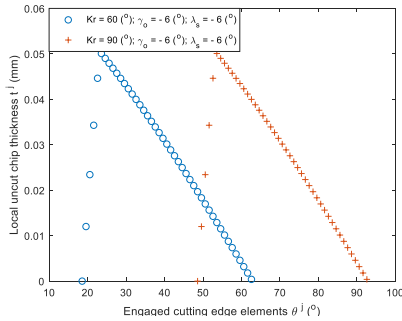 Kr = 60 (°); γo = - 6 (°); λs = - 6 (°)
Kr = 90 (°); γo = - 6 (°); λs = - 6 (°)
0.06
0.05
0.04
0.03
0.02
0.01
0
Local uncut chip thickness t j (mm)
10 20 30 40 50 60 70 80 90 100
Engaged cutting edge elements θ j (°)